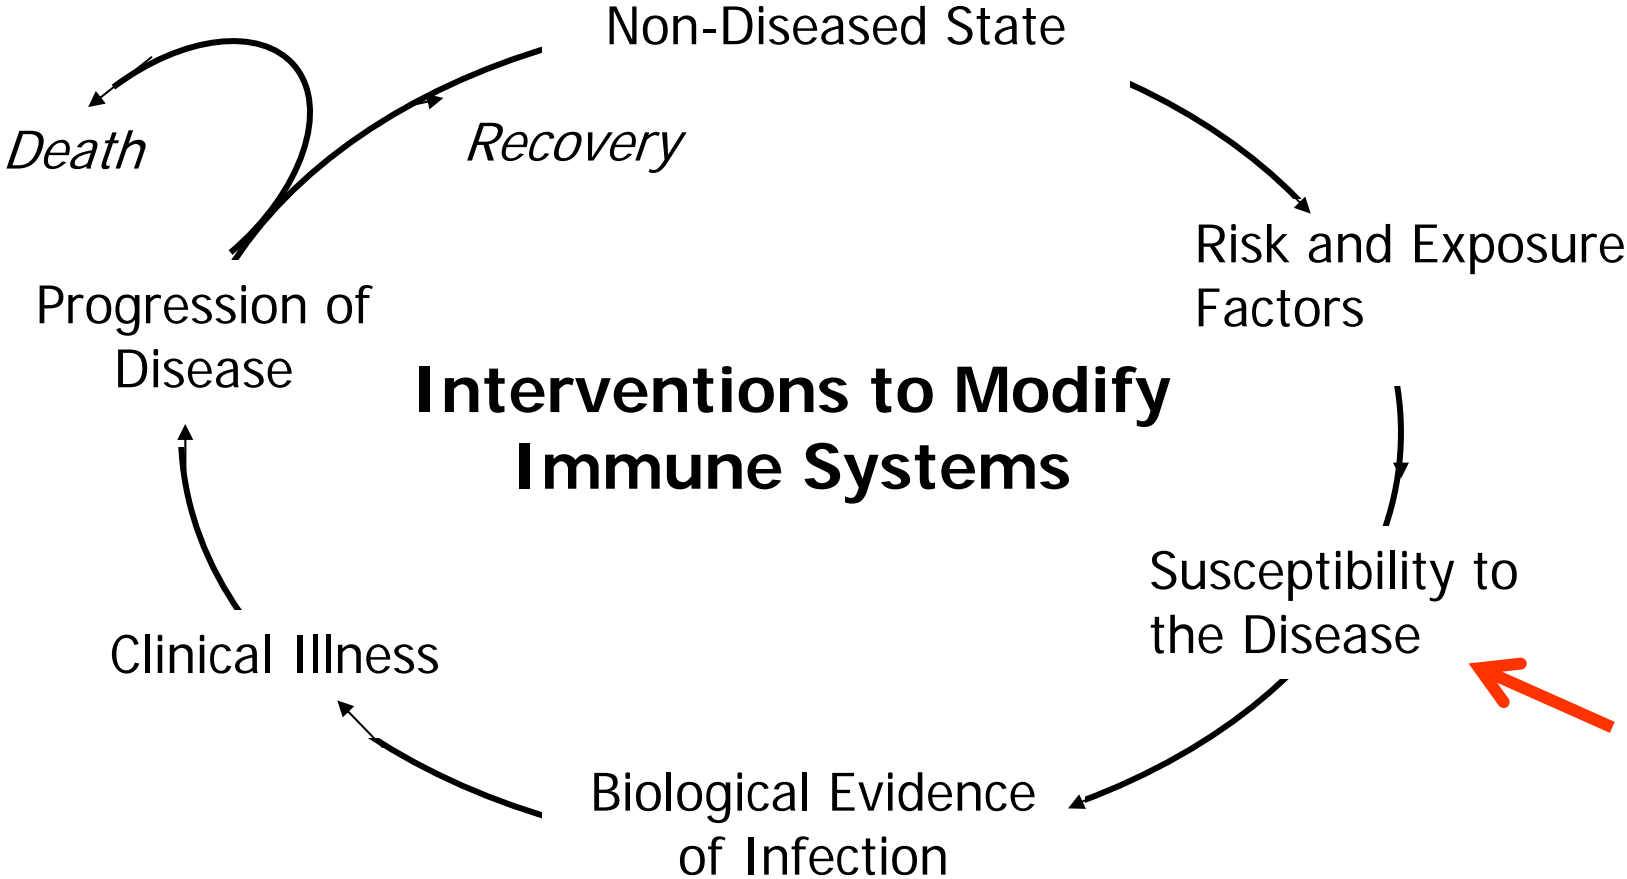 Non-Diseased State
Death
Recovery
Risk and Exposure
Factors
Progression of
Disease
Interventions to Modify
Immune Systems
Susceptibility to
the Disease
Clinical Illness
Biological Evidence
of Infection